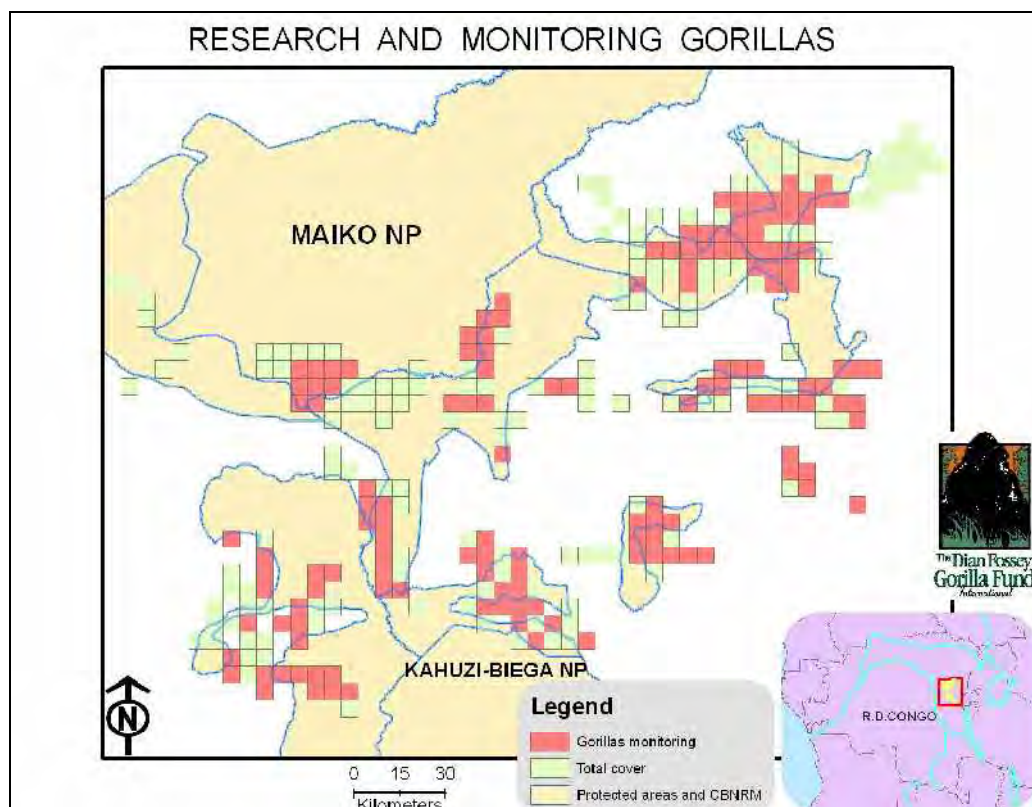 RESEARCH AND MONITORING GORILLAS
MAIKO NP
KAHUZI-BIEGA NP
N
0 15 30
Kilometers
Legend
Gorillas monitoring
Total cover
Protected areas and CBNRM
The Dian Fossey
Gorilla Fund
International
R.D.CONGO